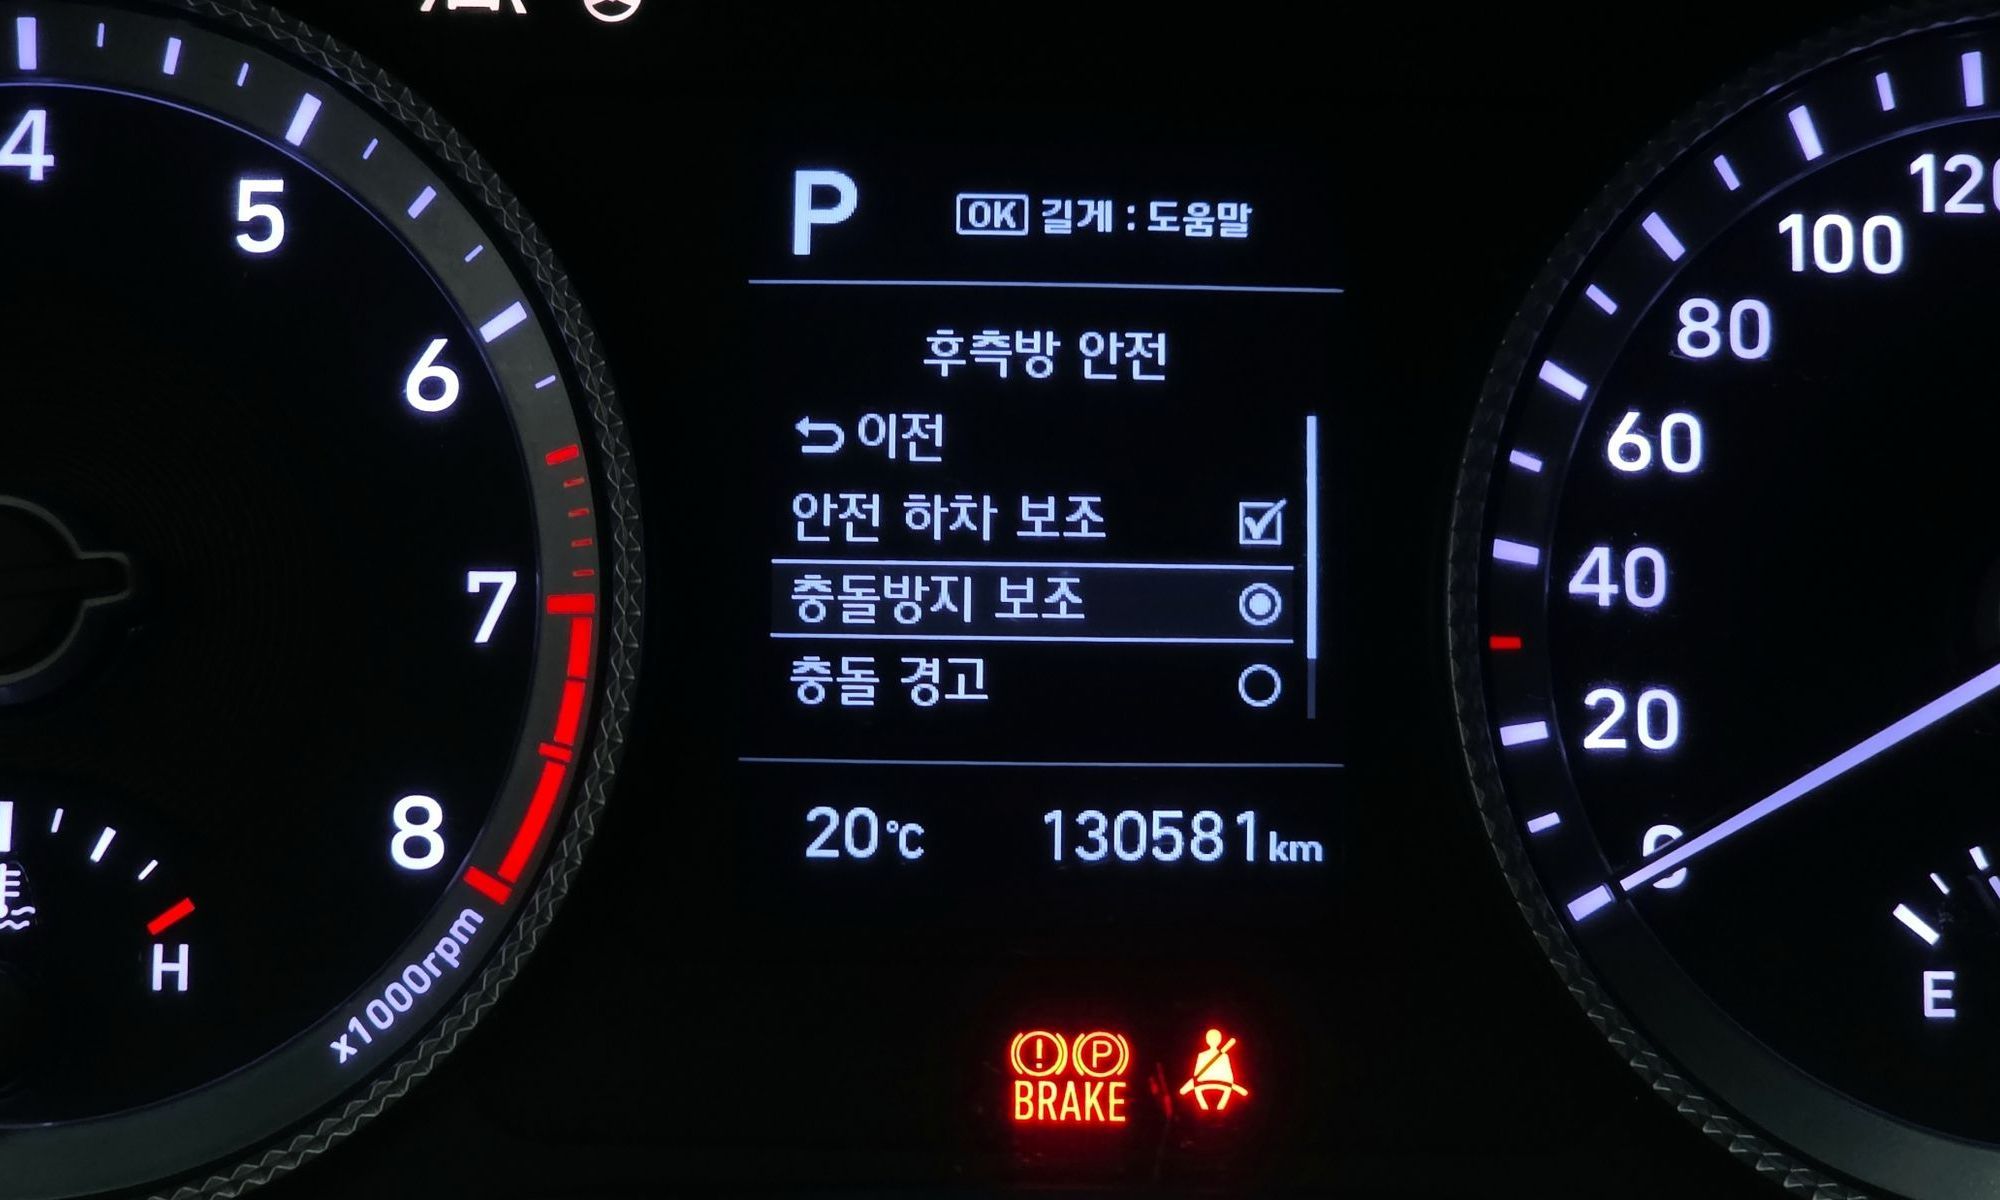 4
5
6
7
8
x1000rpm
H
P
OK 길게 : 도움말
후측방 안전
이전
안전 하차 보조
충돌방지 보조
충돌 경고
20℃ 130581km
P
BRAKE
120
100
80
60
40
20
0
E